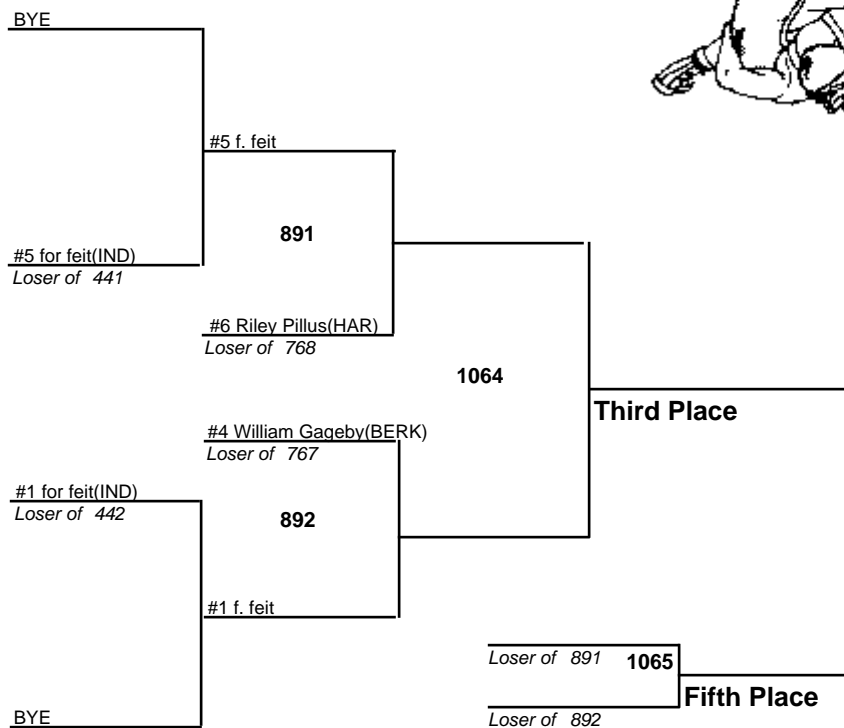 BYE
#5 f. feit
891
#5 for feit(IND)
Loser of 441
#6 Riley Pillus(HAR)
Loser of 768
1064
Third Place
#4 William Gageby(BERK)
Loser of 767
#1 for feit(IND)
Loser of 442
892
#1 f. feit
Loser of 891 1065
Fifth Place
BYE
Loser of 892